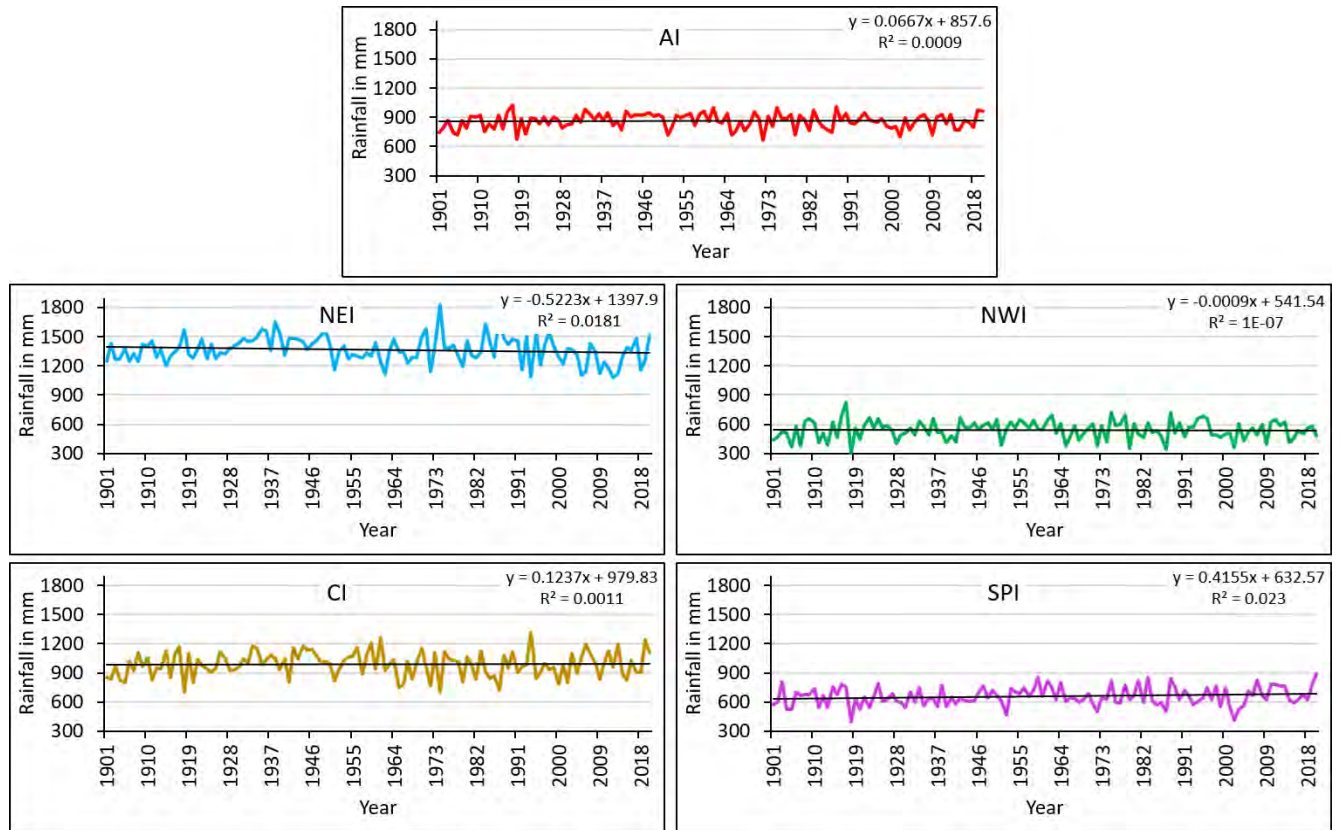 AI
y = 0.0667x + 857.6
R² = 0.0009
Rainfall in mm
1800
1500
1200
900
600
300
1901 1910 1919 1928 1937 1946 1955 1964 1973 1982 1991 2000 2009 2018
Year
NEI
y = -0.5223x + 1397.9
R² = 0.0181
Rainfall in mm
1800
1500
1200
900
600
300
1901 1910 1919 1928 1937 1946 1955 1964 1973 1982 1991 2000 2009 2018
Year
NWI
y = -0.0009x + 541.54
R² = 1E-07
Rainfall in mm
1800
1500
1200
900
600
300
1901 1910 1919 1928 1937 1946 1955 1964 1973 1982 1991 2000 2009 2018
Year
CI
y = 0.1237x + 979.83
R² = 0.0011
Rainfall in mm
1800
1500
1200
900
600
300
1901 1910 1919 1928 1937 1946 1955 1964 1973 1982 1991 2000 2009 2018
Year
SPI
y = 0.4155x + 632.57
R² = 0.023
Rainfall in mm
1800
1500
1200
900
600
300
1901 1910 1919 1928 1937 1946 1955 1964 1973 1982 1991 2000 2009 2018
Year